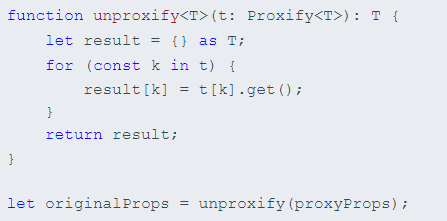 function unproxify<T>(t: Proxify<T>): T {
    let result = {} as T;
    for (const k in t) {
        result[k] = t[k].get();
    }
    return result;
}

let originalProps = unproxify(proxyProps);